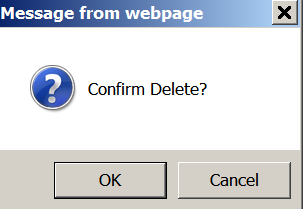 Message from webpage
Confirm Delete?
OK Cancel